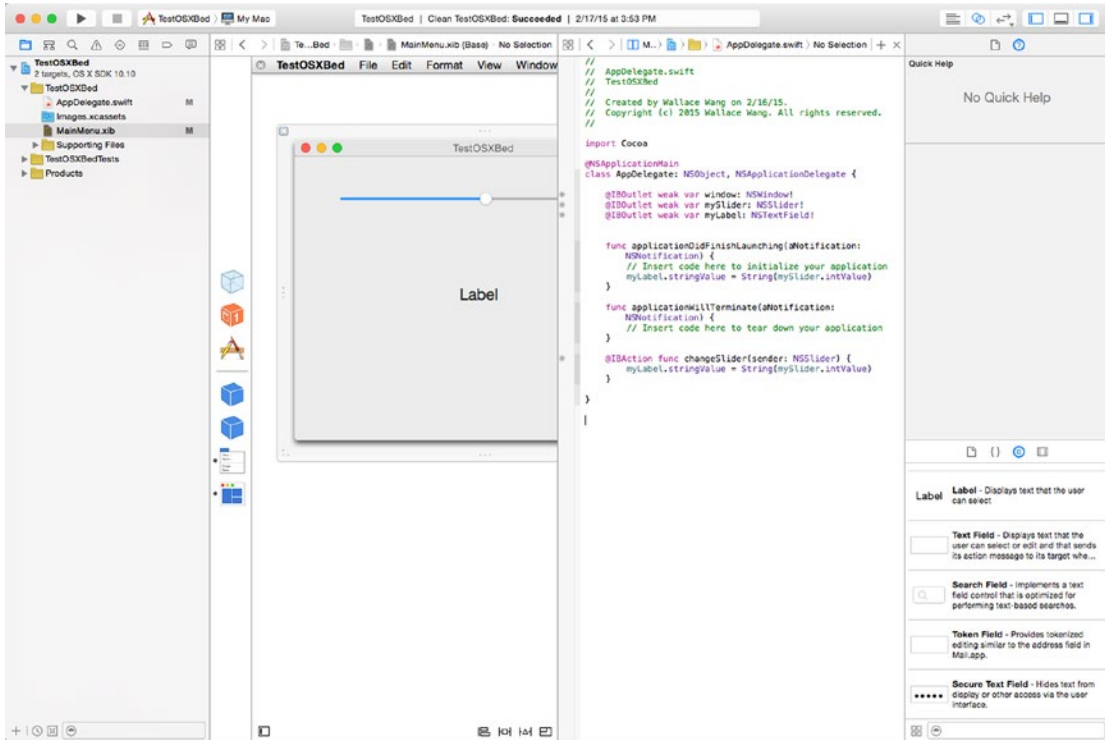 TestOSXBed
My Mac
TestOSXBed | Clean TestOSXBed: Succeeded | 2/17/15 at 3:53 PM
TestOSXBed
2 targets, OS X SDK 10.10
TestOSXBed
AppDelegate.swift M
Images.xcassets
MainMenu.xib M
Supporting Files
TestOSXBedTests
Products
Te...Bed
MainMenu.xib (Base)
No Selection
TestOSXBed File Edit Format View Window
TestOSXBed
Label
M...
AppDelegate.swift
No Selection
//
// AppDelegate.swift
// TestOSXBed
//
// Created by Wallace Wang on 2/16/15.
// Copyright (c) 2015 Wallace Wang. All rights reserved.
//
import Cocoa
@NSApplicationMain
class AppDelegate: NSObject, NSApplicationDelegate {
@IBOutlet weak var window: NSWindow!
@IBOutlet weak var mySlider: NSSlider!
@IBOutlet weak var myLabel: NSTextField!
func applicationDidFinishLaunching(aNotification:
NSNotification) {
// Insert code here to initialize your application
myLabel.stringValue = String(mySlider.intValue)
}
func applicationWillTerminate(aNotification:
NSNotification) {
// Insert code here to tear down your application
}
@IBAction func changeSlider(sender: NSSlider) {
myLabel.stringValue = String(mySlider.intValue)
}
}
Quick Help
No Quick Help
Label
Label - Displays text that the user
can select
Text Field - Displays text that the
user can select or edit and that sends
its action message to its target whe...
Search Field - Implements a text
field control that is optimized for
performing text-based searches.
Token Field - Provides tokenized
editing similar to the address field in
Mail.app.
Secure Text Field - Hides text from
display or other access via the user
interface.